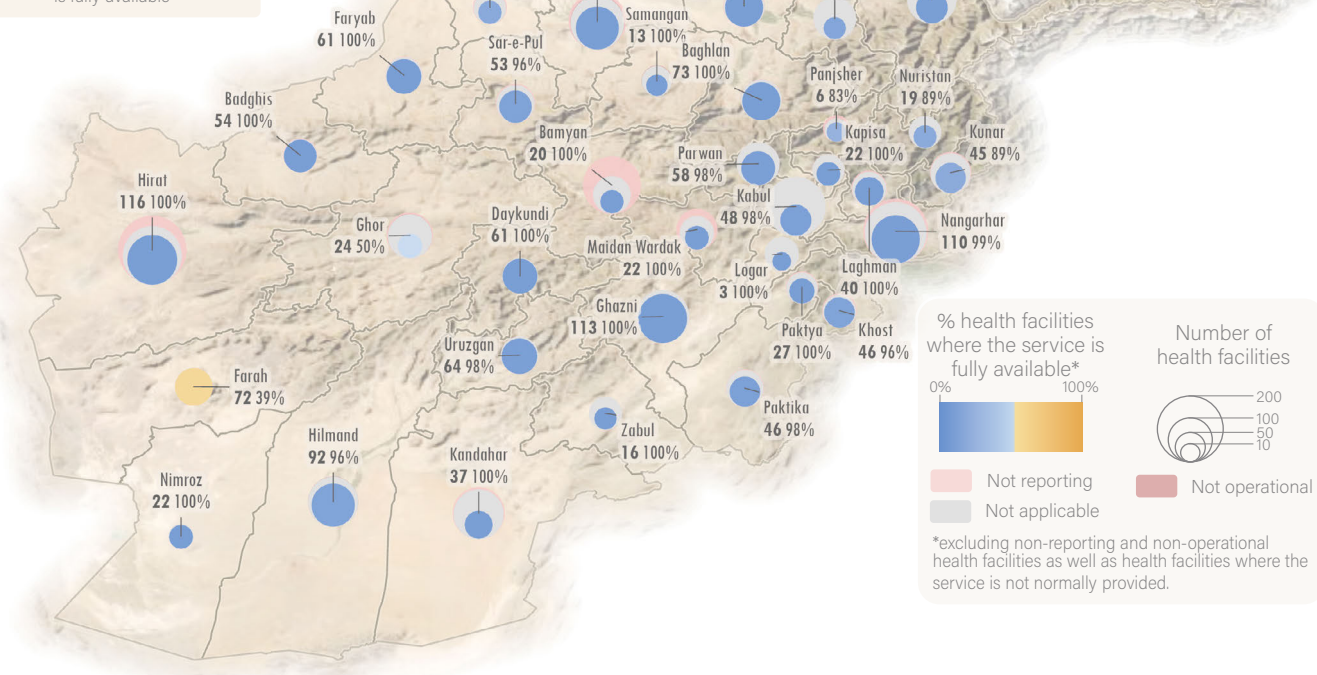 is fully available
Faryab
61 100%
Samangan
13 100%
Sar-e-Pul
53 96%
Baghlan
73 100%
Panjsher
6 83%
Nuristan
19 89%
Badghis
54 100%
Bamyan
20 100%
Kapisa
22 100%
Kunar
45 89%
Parwan
58 98%
Hirat
116 100%
Kabul
48 98%
Ghor
24 50%
Daykundi
61 100%
Nangarhar
110 99%
Maidan Wardak
22 100%
Logar
3 100%
Laghman
40 100%
Ghazni
113 100%
Paktya
27 100%
Khost
46 96%
Uruzgan
64 98%
Farah
72 39%
Paktika
46 98%
Zabul
16 100%
Hilmand
92 96%
Kandahar
37 100%
Nimroz
22 100%
% health facilities
where the service is
fully available*
0%
100%
Number of
health facilities
200
100
50
10
Not reporting
Not operational
Not applicable
*excluding non-reporting and non-operational
health facilities as well as health facilities where the
service is not normally provided.